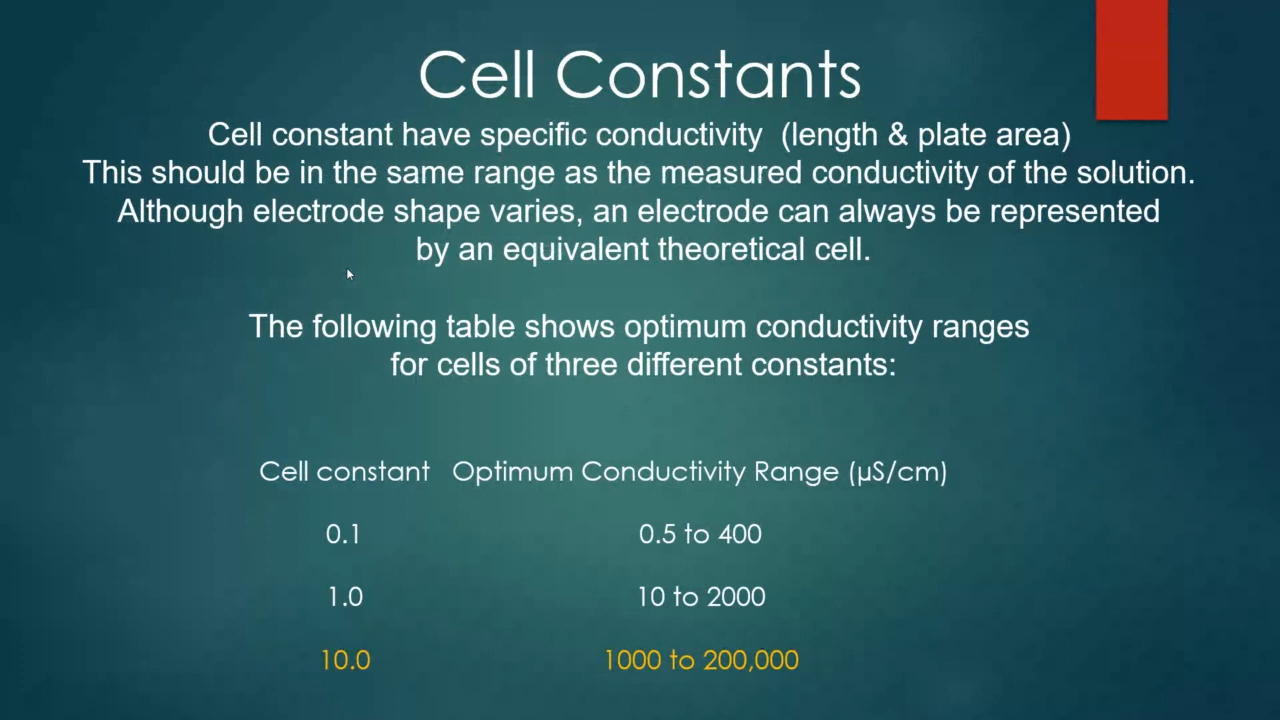 Cell Constants
Cell constant have specific conductivity  (length & plate area)
This should be in the same range as the measured conductivity of the solution.
Although electrode shape varies, an electrode can always be represented
by an equivalent theoretical cell.
The following table shows optimum conductivity ranges
for cells of three different constants:
Cell constant Optimum Conductivity Range (µS/cm)
0.1 0.5 to 400
1.0 10 to 2000
10.0 1000 to 200,000